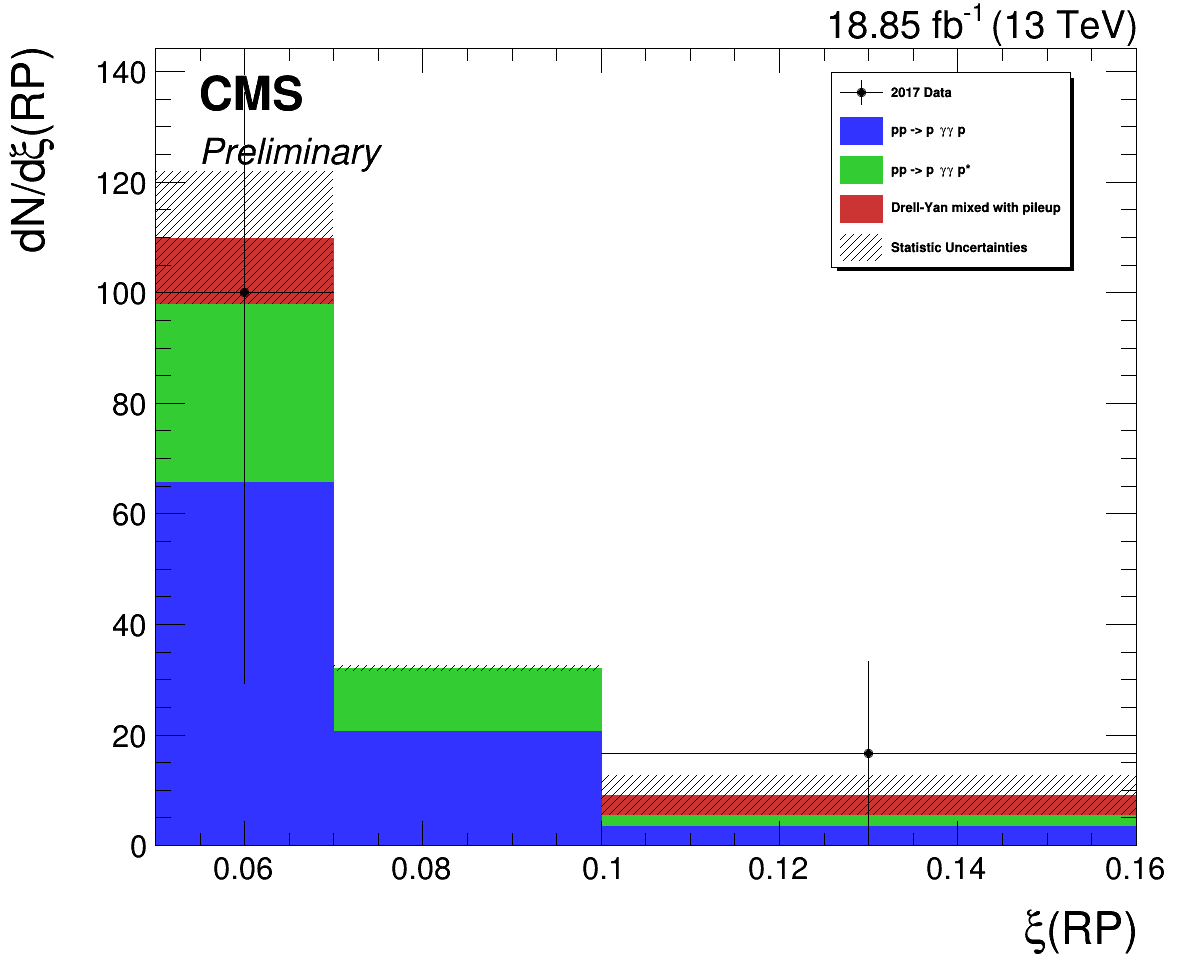 18.85 fb⁻¹ (13 TeV)
dN/dξ(RP)
CMS
Preliminary
2017 Data
pp -> p γγ p
pp -> p γγ p*
Drell-Yan mixed with pileup
Statistic Uncertainties
140
120
100
80
60
40
20
0
0.06 0.08 0.1 0.12 0.14 0.16
ξ(RP)